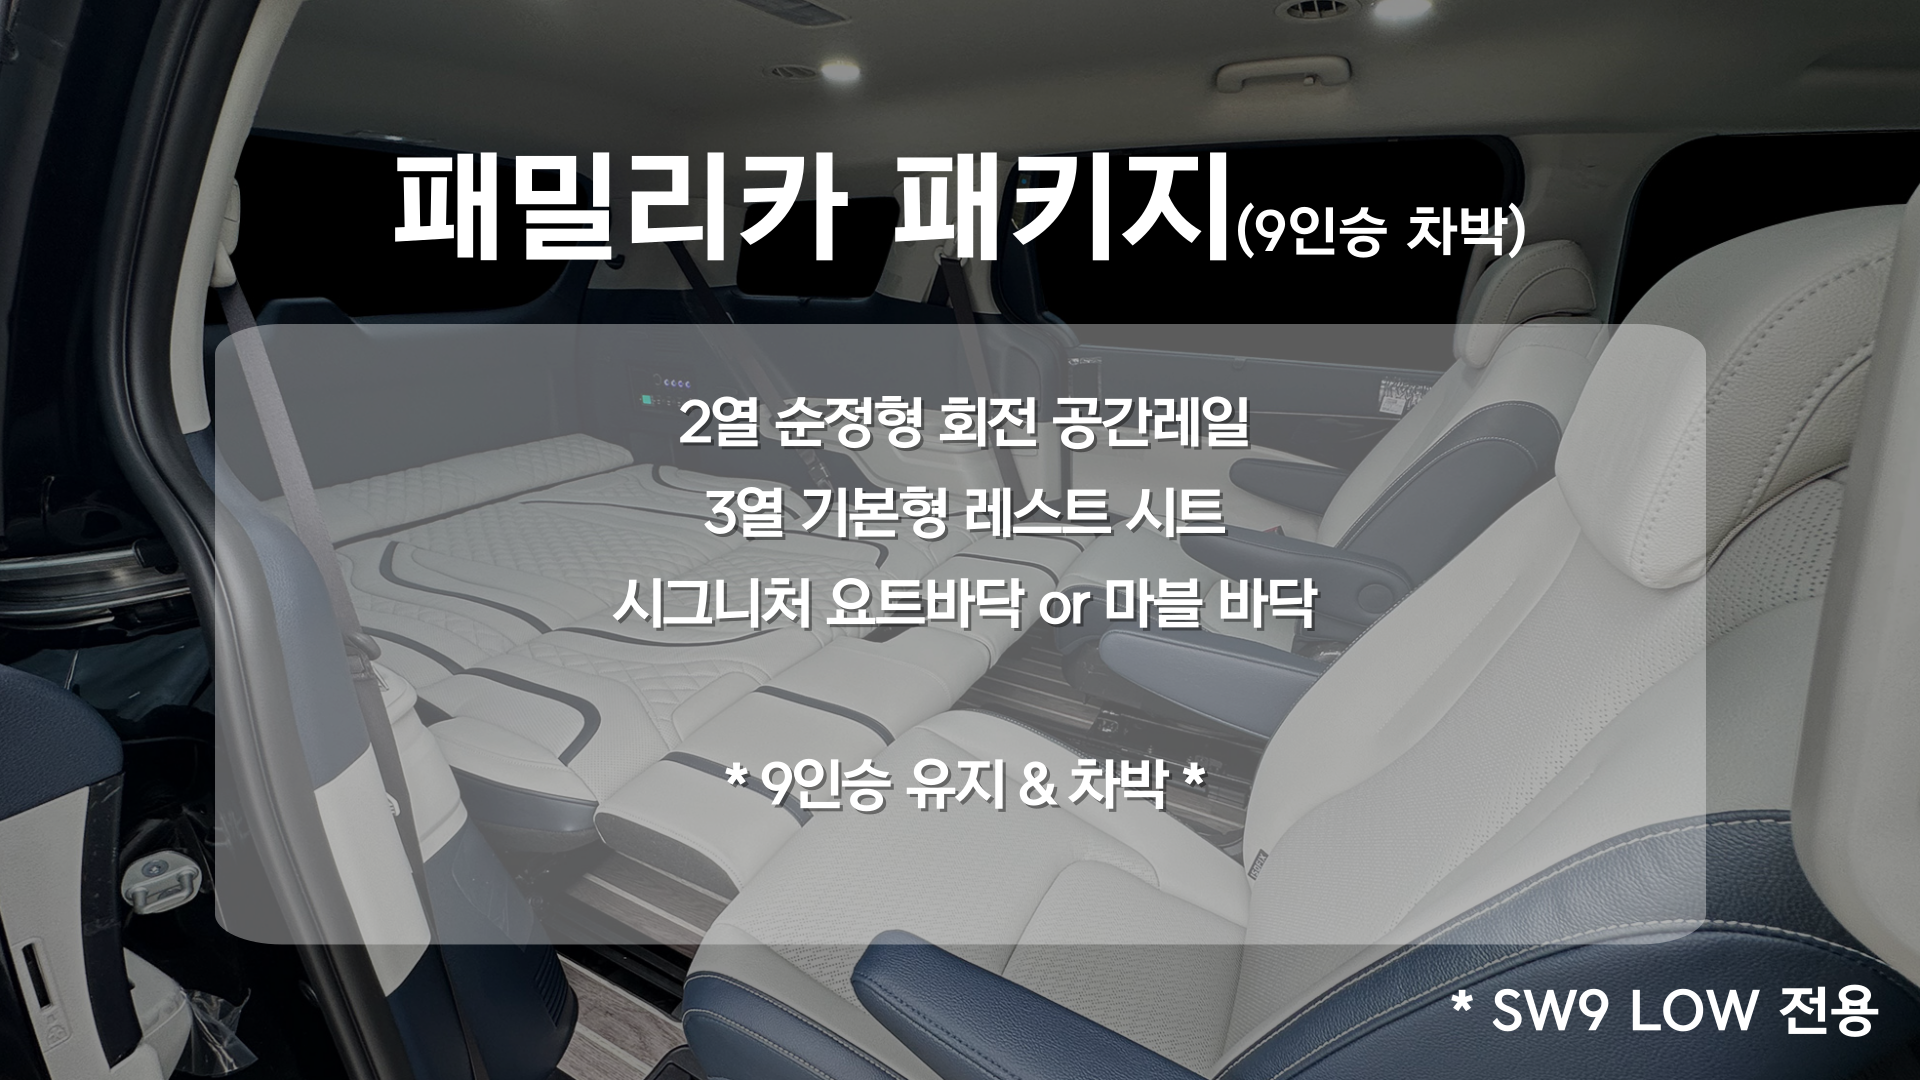 패밀리카 패키지(9인승 차박)
2열 순정형 회전 공간레일
3열 기본형 레스트 시트
시그니처 요트바닥 or 마블 바닥
* 9인승 유지 & 차박 *
* SW9 LOW 전용